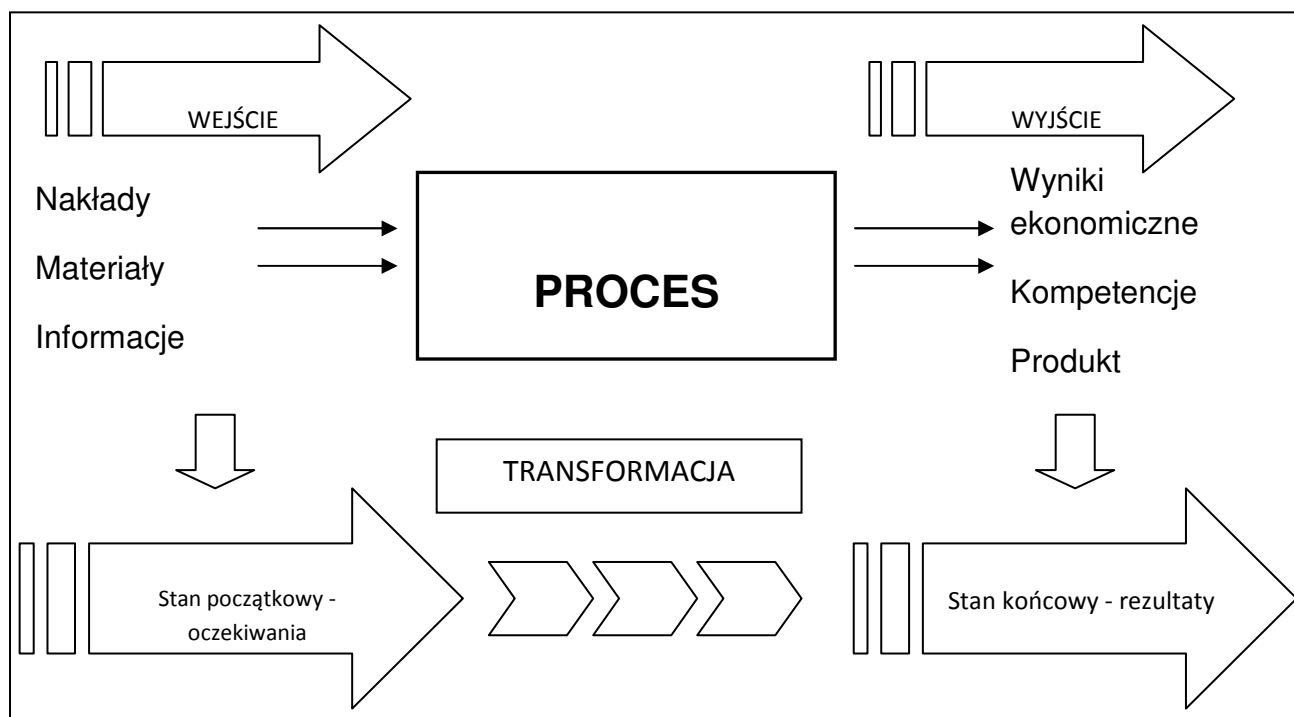 WEJŚCIE
WYJŚCIE
Nakłady
Materiały
Informacje
PROCES
Wyniki
ekonomiczne
Kompetencje
Produkt
TRANSFORMACJA
Stan początkowy -
oczekiwania
Stan końcowy - rezultaty